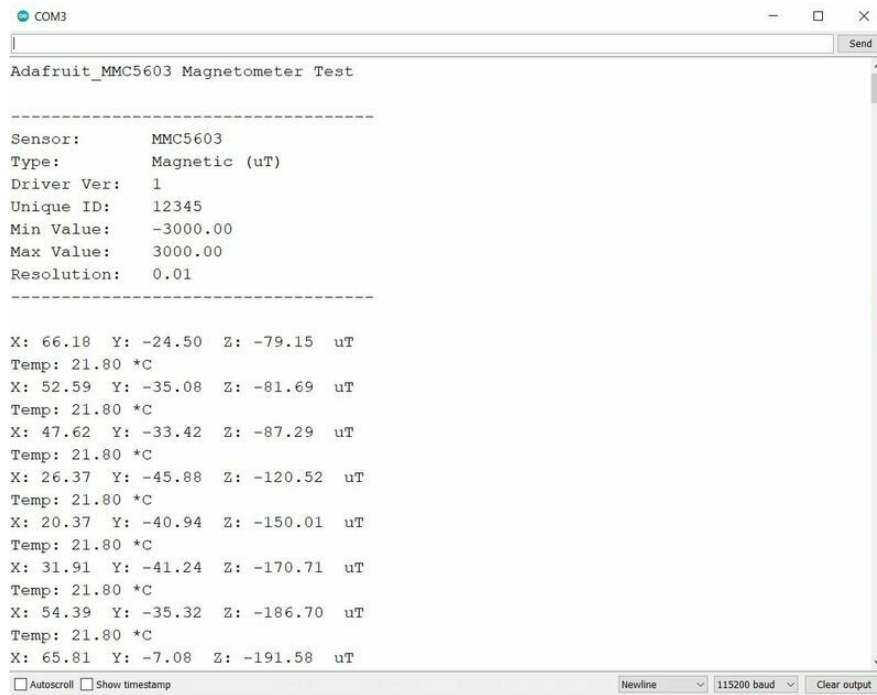 COM3
Send
Adafruit_MMC5603 Magnetometer Test
------------------------------------
Sensor: MMC5603
Type: Magnetic (uT)
Driver Ver: 1
Unique ID: 12345
Min Value: -3000.00
Max Value: 3000.00
Resolution: 0.01
------------------------------------
X: 66.18 Y: -24.50 Z: -79.15 uT
Temp: 21.80 *C
X: 52.59 Y: -35.08 Z: -81.69 uT
Temp: 21.80 *C
X: 47.62 Y: -33.42 Z: -87.29 uT
Temp: 21.80 *C
X: 26.37 Y: -45.88 Z: -120.52 uT
Temp: 21.80 *C
X: 20.37 Y: -40.94 Z: -150.01 uT
Temp: 21.80 *C
X: 31.91 Y: -41.24 Z: -170.71 uT
Temp: 21.80 *C
X: 54.39 Y: -35.32 Z: -186.70 uT
Temp: 21.80 *C
X: 65.81 Y: -7.08 Z: -191.58 uT
Autoscroll Show timestamp Newline 115200 baud Clear output